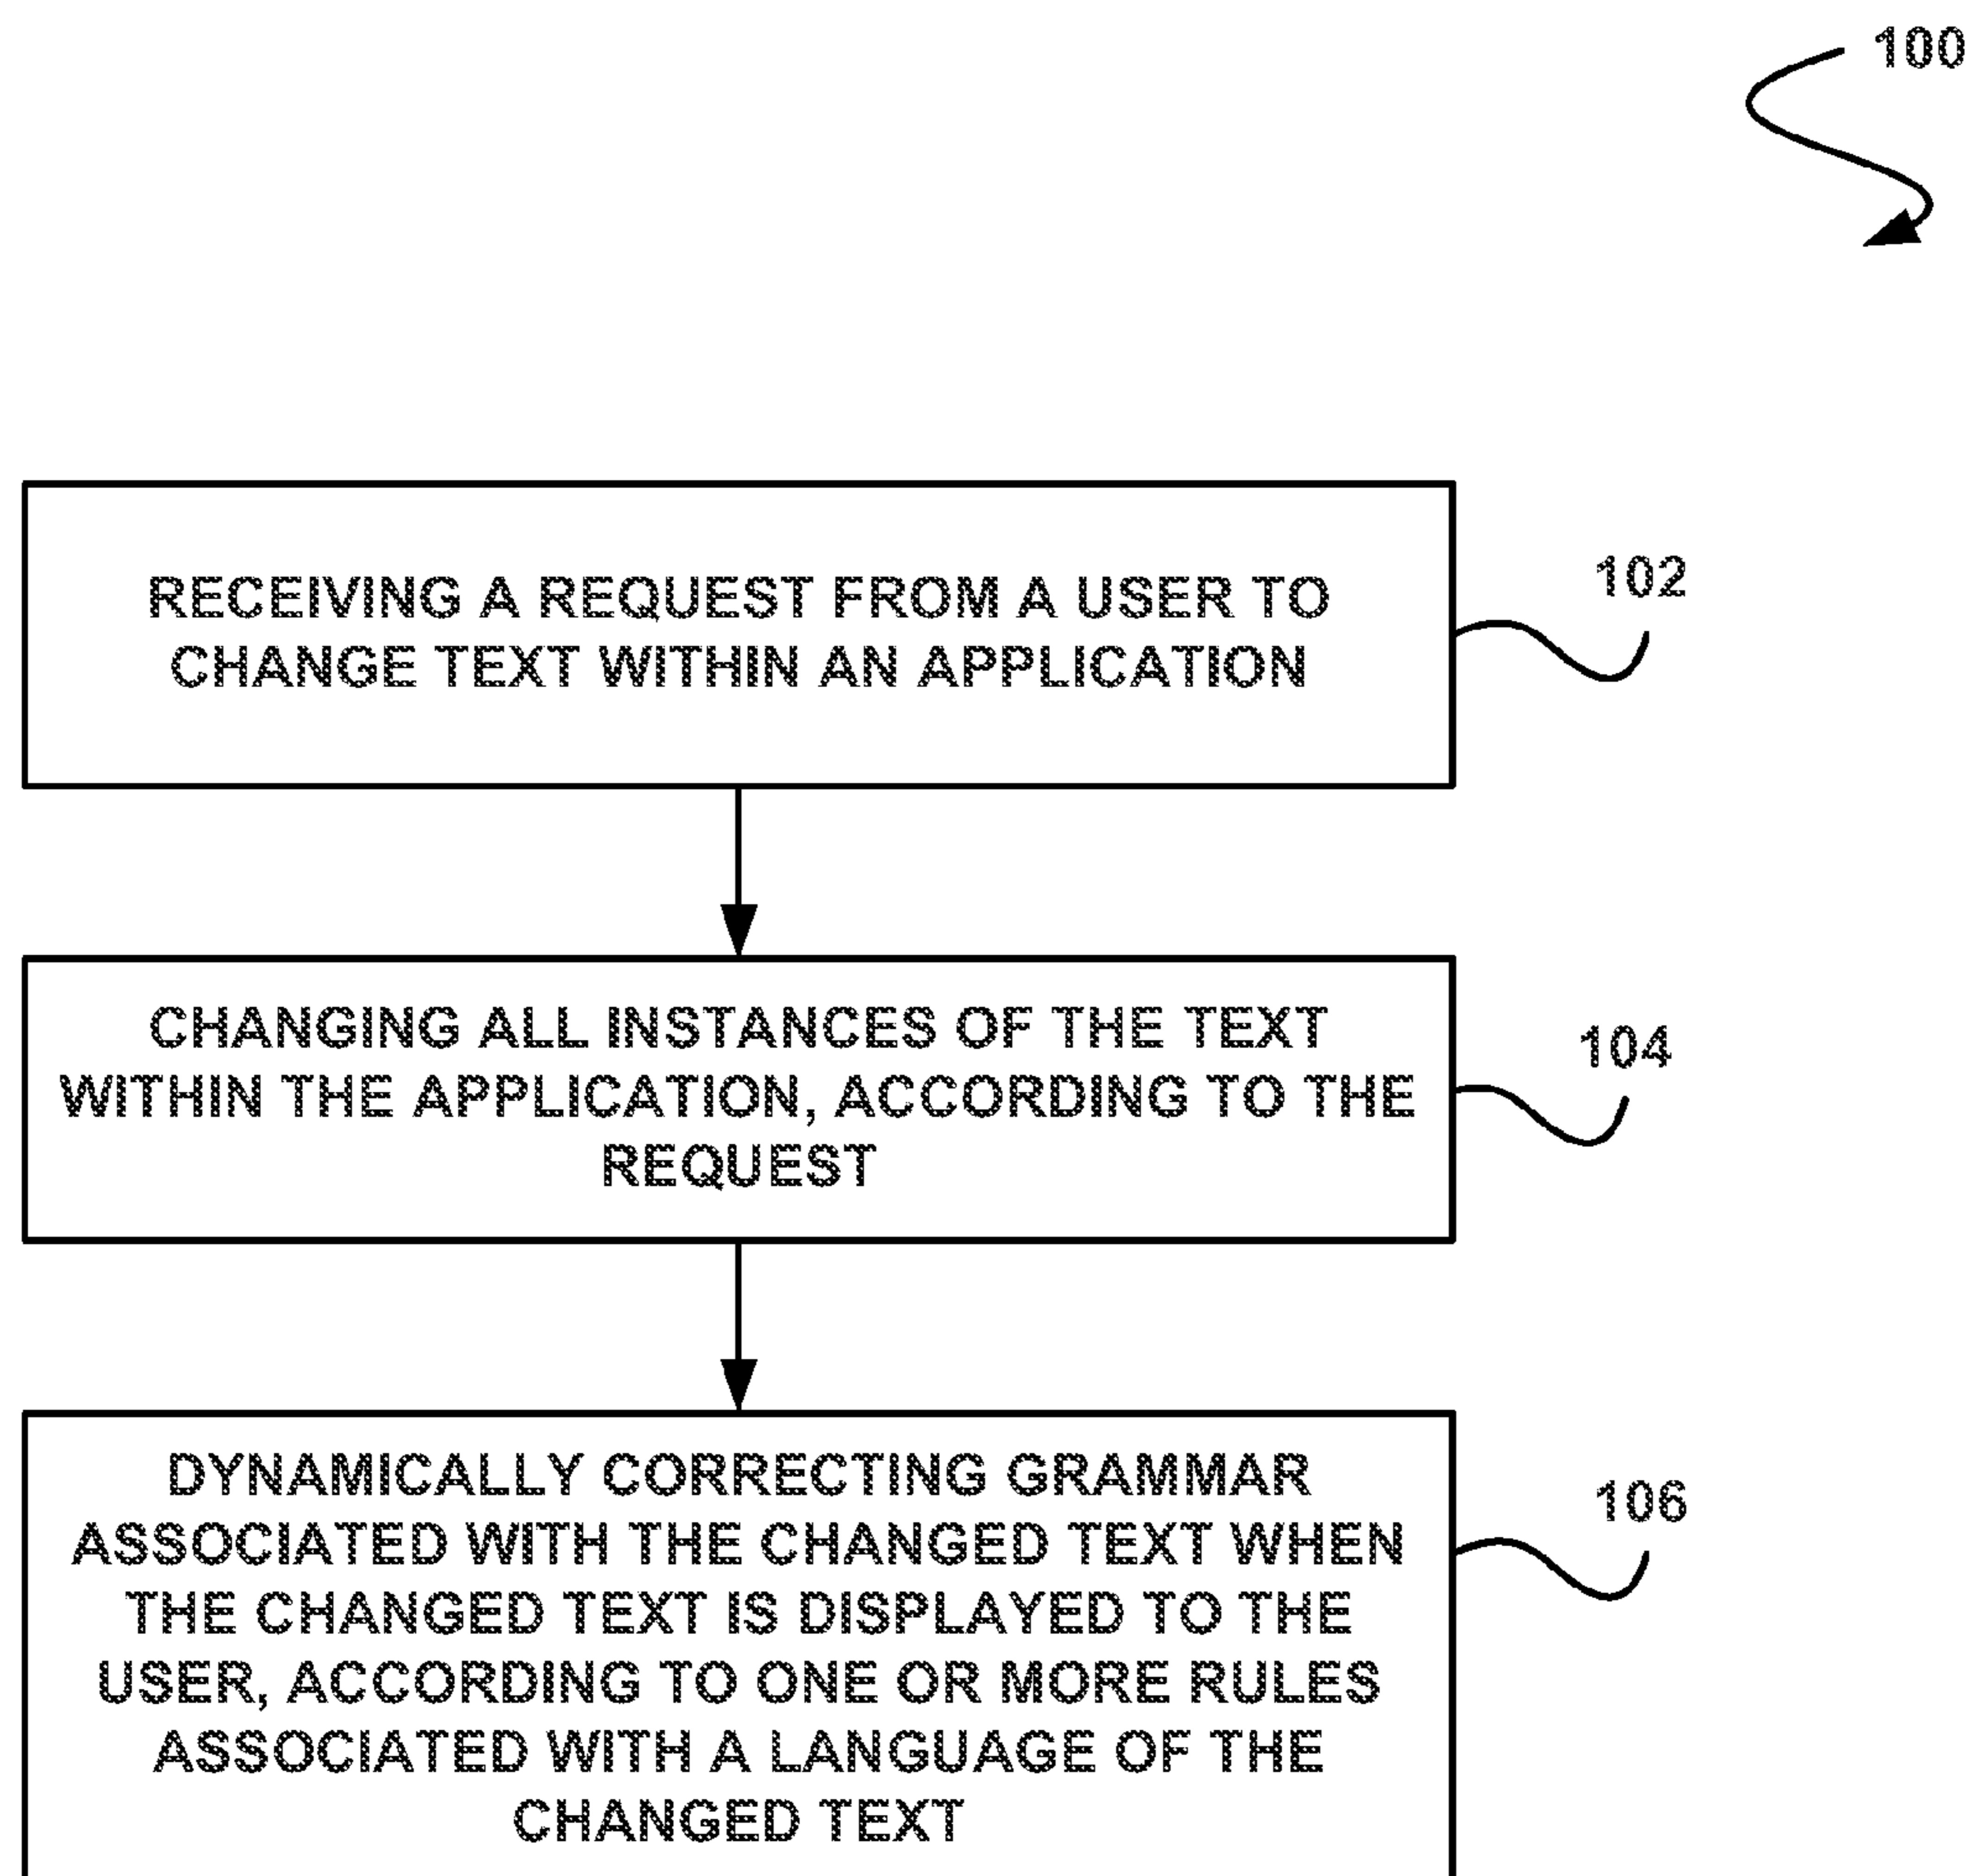 100
RECEIVING A REQUEST FROM A USER TO
CHANGE TEXT WITHIN AN APPLICATION
102
CHANGING ALL INSTANCES OF THE TEXT
WITHIN THE APPLICATION, ACCORDING TO THE
REQUEST
104
DYNAMICALLY CORRECTING GRAMMAR
ASSOCIATED WITH THE CHANGED TEXT WHEN
THE CHANGED TEXT IS DISPLAYED TO THE
USER, ACCORDING TO ONE OR MORE RULES
ASSOCIATED WITH A LANGUAGE OF THE
CHANGED TEXT
106